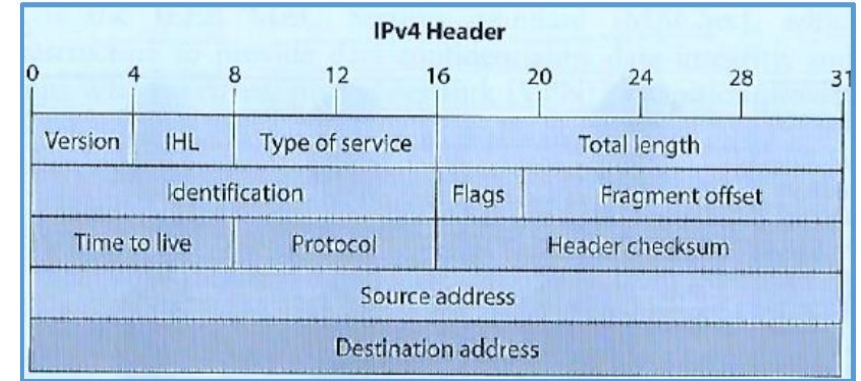 IPv4 Header
0 4 8 12 16 20 24 28 31
Version IHL Type of service Total length
Identification Flags Fragment offset
Time to live Protocol Header checksum
Source address
Destination address